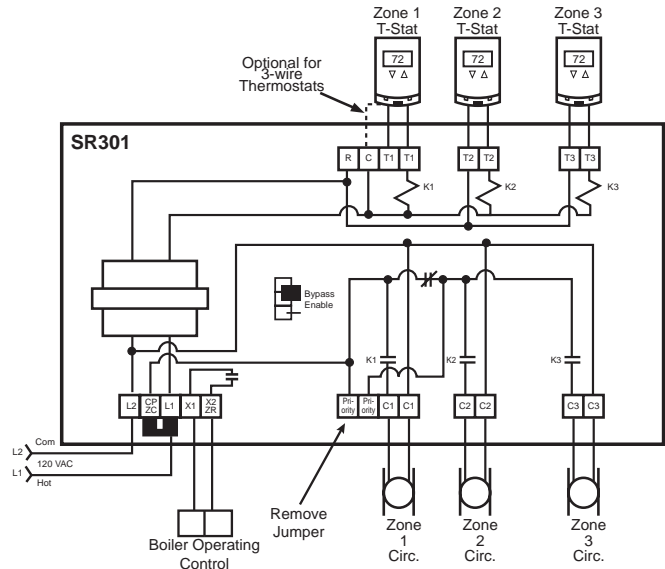 Zone 1
T-Stat
Zone 2
T-Stat
Zone 3
T-Stat
72
72
72
Optional for
3-wire
Thermostats
SR301
R
C
T1
T1
T2
T2
T3
T3
K1
K2
K3
Bypass
Enable
K1
K2
K3
L2
CP
ZC
L1
X1
X2
ZR
Pri-
ority
Pri-
ority
C1
C1
C2
C2
C3
C3
Com
L2
120 VAC
L1
Hot
Boiler Operating
Control
Remove
Jumper
Zone
1
Circ.
Zone
2
Circ.
Zone
3
Circ.